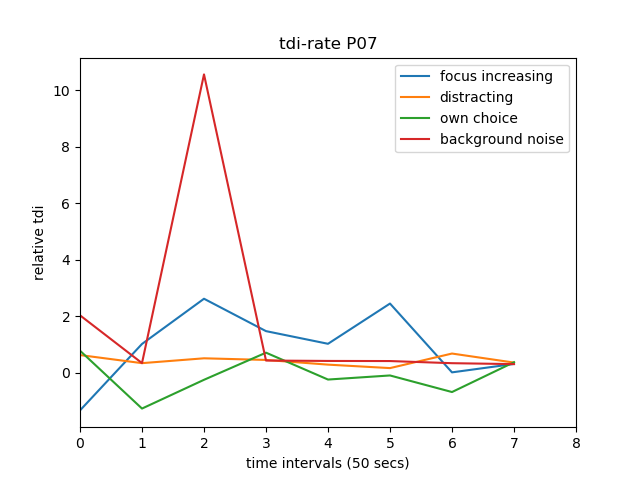 tdi-rate P07
focus increasing
distracting
own choice
background noise
10
8
6
4
2
0
relative tdi
0 1 2 3 4 5 6 7 8
time intervals (50 secs)